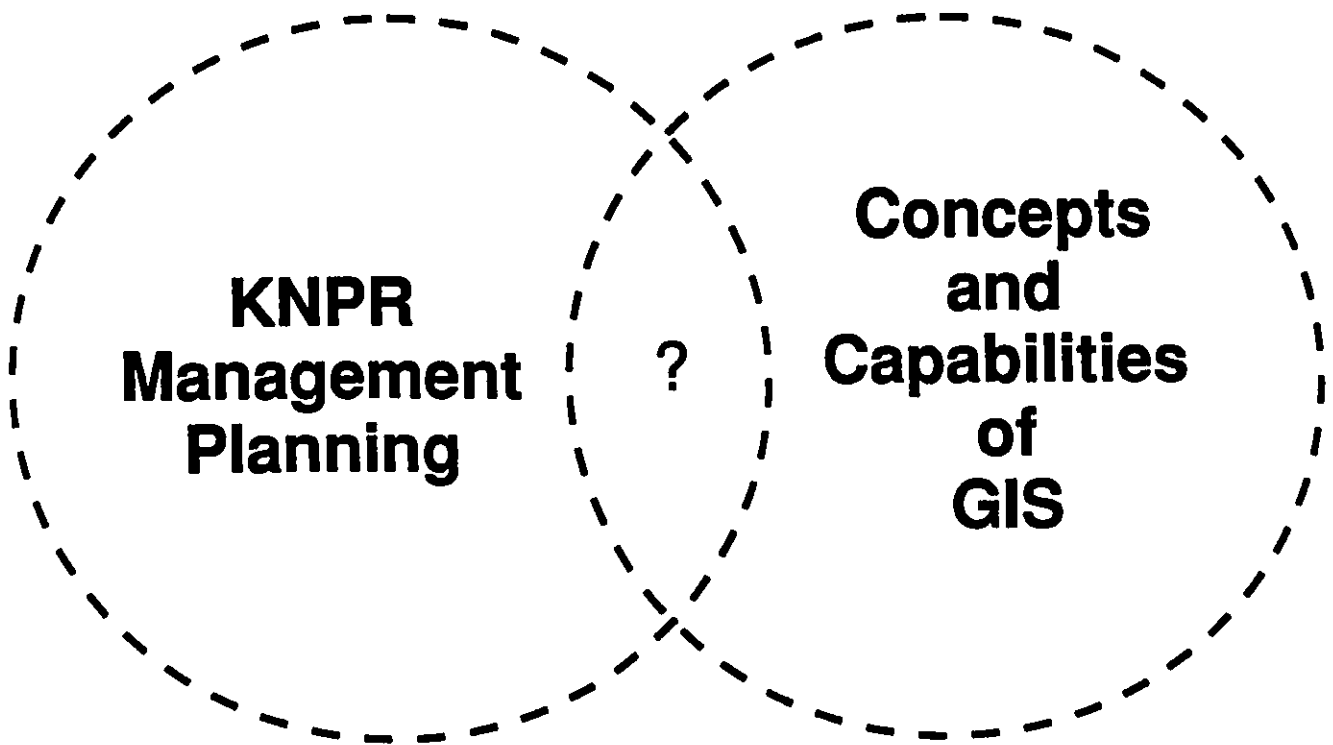 KNPR
Management
Planning
?
Concepts
and
Capabilities
of
GIS